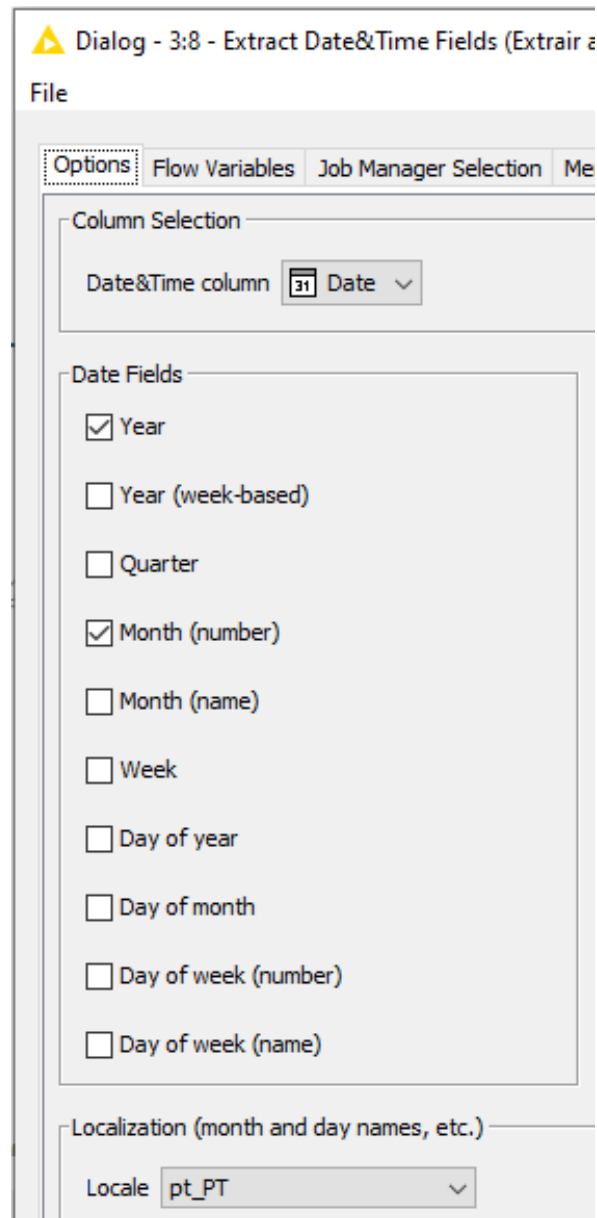 Dialog - 3:8 - Extract Date&Time Fields (Extrair a
File
Options Flow Variables Job Manager Selection Me
Column Selection
Date&Time column 31 Date
Date Fields
Year
Year (week-based)
Quarter
Month (number)
Month (name)
Week
Day of year
Day of month
Day of week (number)
Day of week (name)
Localization (month and day names, etc.)
Locale pt_PT